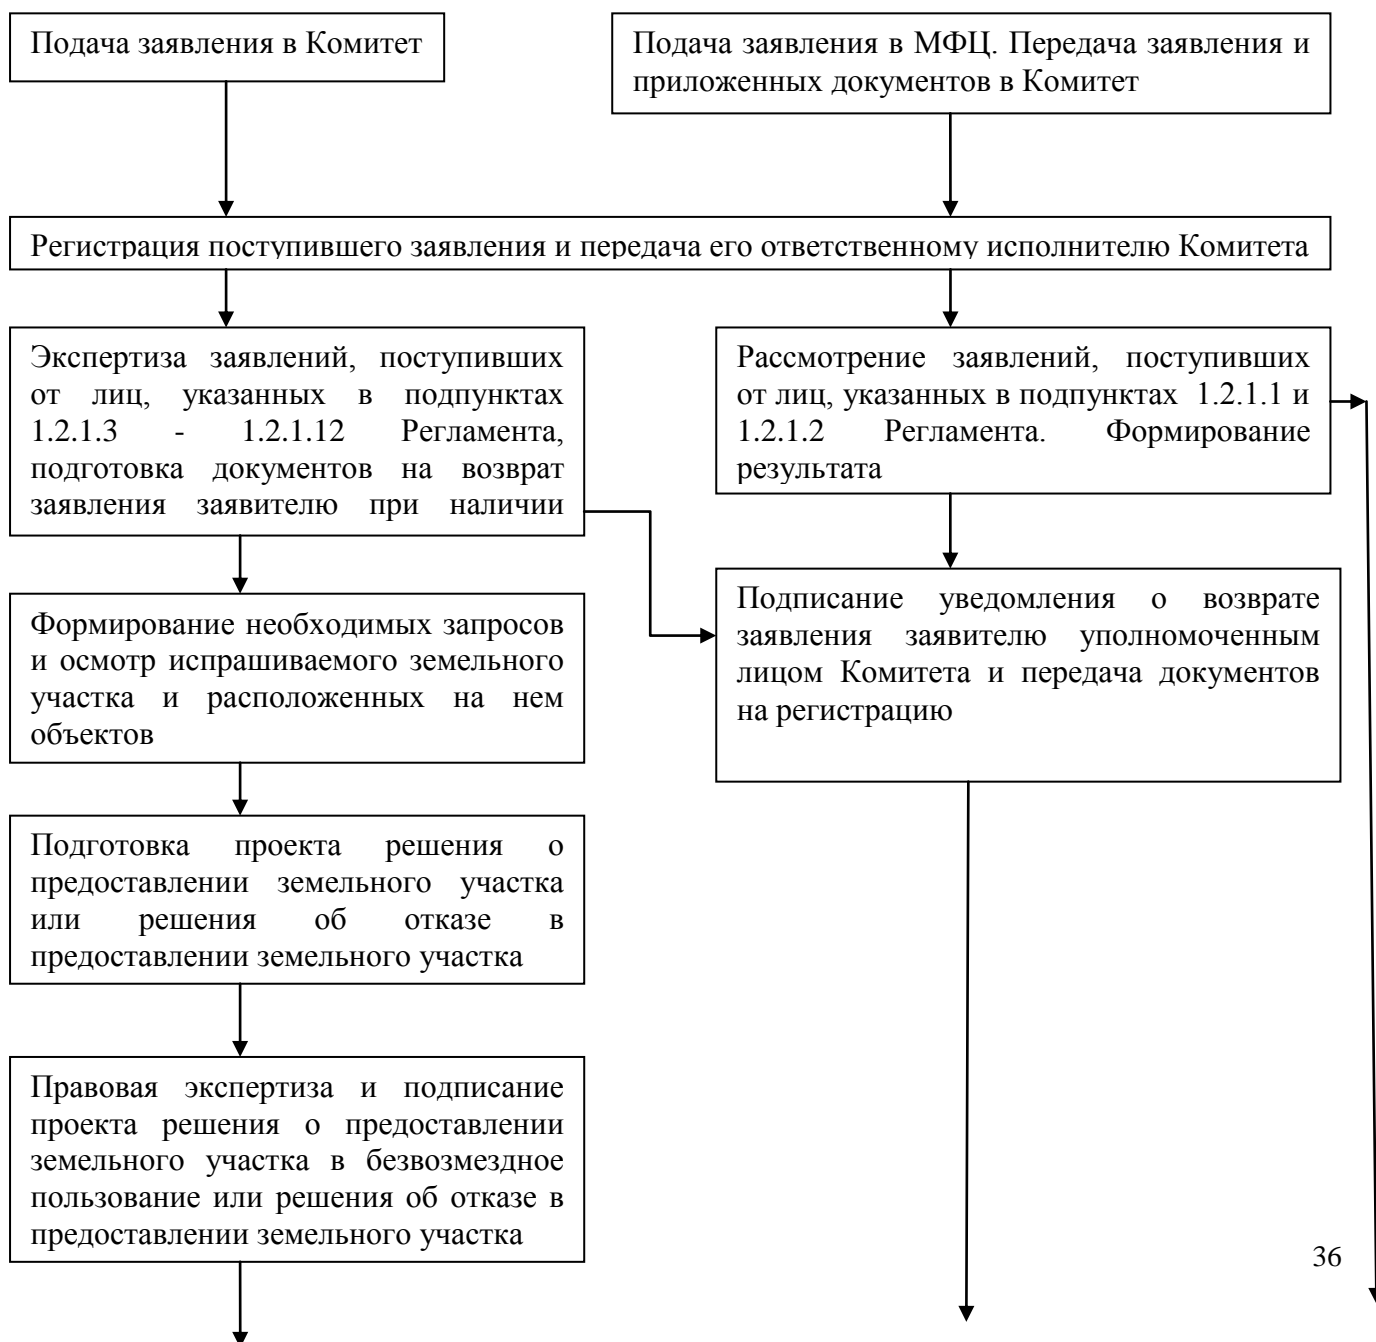 Подача заявления в Комитет
Подача заявления в МФЦ. Передача заявления и
приложенных документов в Комитет
Регистрация поступившего заявления и передача его ответственному исполнителю Комитета
Экспертиза заявлений, поступивших
от лиц, указанных в подпунктах
1.2.1.3 - 1.2.1.12 Регламента,
подготовка документов на возврат
заявления заявителю при наличии
Рассмотрение заявлений, поступивших
от лиц, указанных в подпунктах 1.2.1.1 и
1.2.1.2 Регламента. Формирование
результата
Формирование необходимых запросов
и осмотр испрашиваемого земельного
участка и расположенных на нем
объектов
Подписание уведомления о возврате
заявления заявителю уполномоченным
лицом Комитета и передача документов
на регистрацию
Подготовка проекта решения о
предоставлении земельного участка
или решения об отказе в
предоставлении земельного участка
Правовая экспертиза и подписание
проекта решения о предоставлении
земельного участка в безвозмездное
пользование или решения об отказе в
предоставлении земельного участка
36